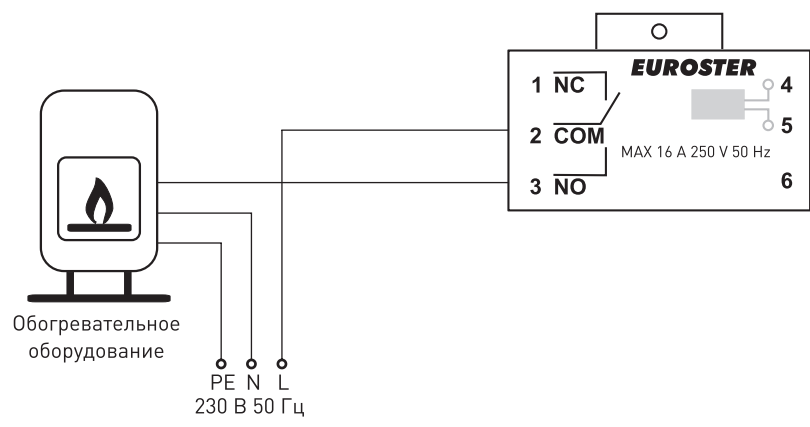 EUROSTER
1 NC
4
2 COM
5
MAX 16 A 250 V 50 Hz
3 NO
6
Обогревательное
оборудование
PE N L
230 В 50 Гц